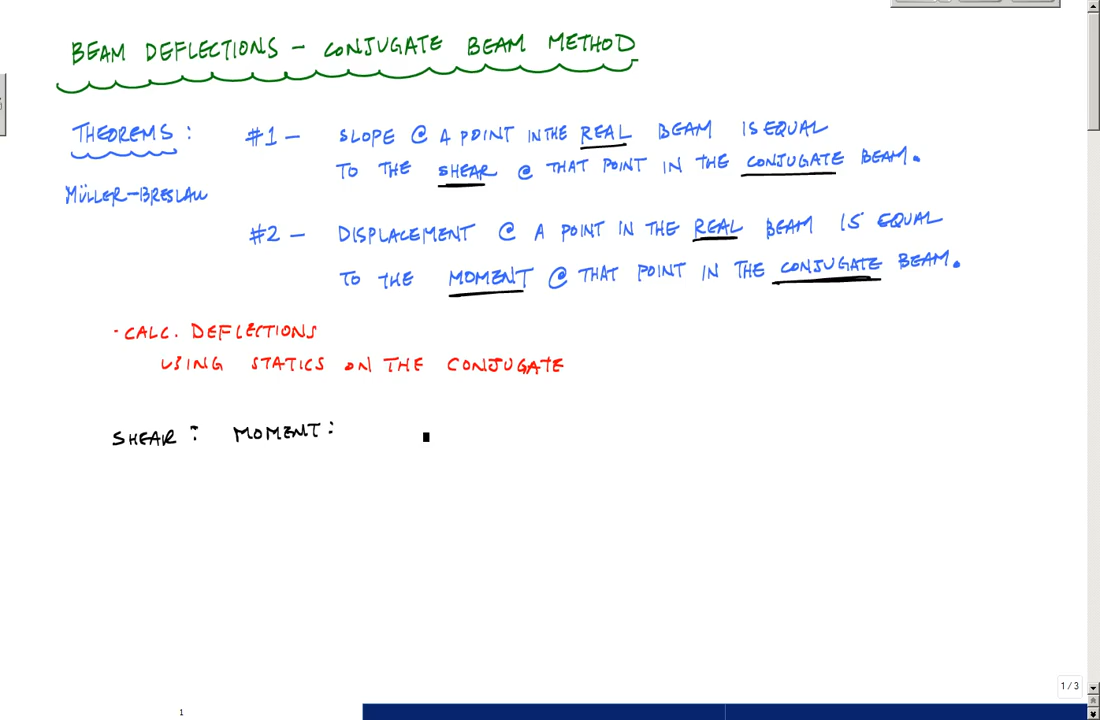 BEAM DEFLECTIONS - CONJUGATE BEAM METHOD
THEOREMS :
MÜLLER-BRESLAU
#1 - SLOPE @ A POINT IN THE REAL BEAM IS EQUAL
TO THE SHEAR @ THAT POINT IN THE CONJUGATE BEAM.
#2 - DISPLACEMENT @ A POINT IN THE REAL BEAM IS EQUAL
TO THE MOMENT @ THAT POINT IN THE CONJUGATE BEAM.
· CALC. DEFLECTIONS
USING STATICS ON THE CONJUGATE
SHEAR : MOMENT :
1 / 3
1